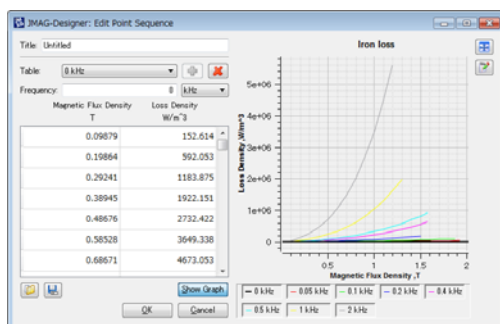 JMAG-Designer: Edit Point Sequence
Title: Untitled
Table: 0 kHz
Frequency: 0 kHz
Magnetic Flux Density Loss Density
T W/m^3
0.09879 152.614
0.19864 592.053
0.29241 1183.875
0.38945 1922.151
0.48676 2732.422
0.58528 3649.338
0.68671 4673.053
Show Graph
OK Cancel
Iron loss
Loss Density ,W/m^3
5e+06
4e+06
3e+06
2e+06
1e+06
0
0.5 1 1.5 2
Magnetic Flux Density ,T
0 kHz 0.05 kHz 0.1 kHz 0.2 kHz 0.4 kHz
0.5 kHz 1 kHz 2 kHz